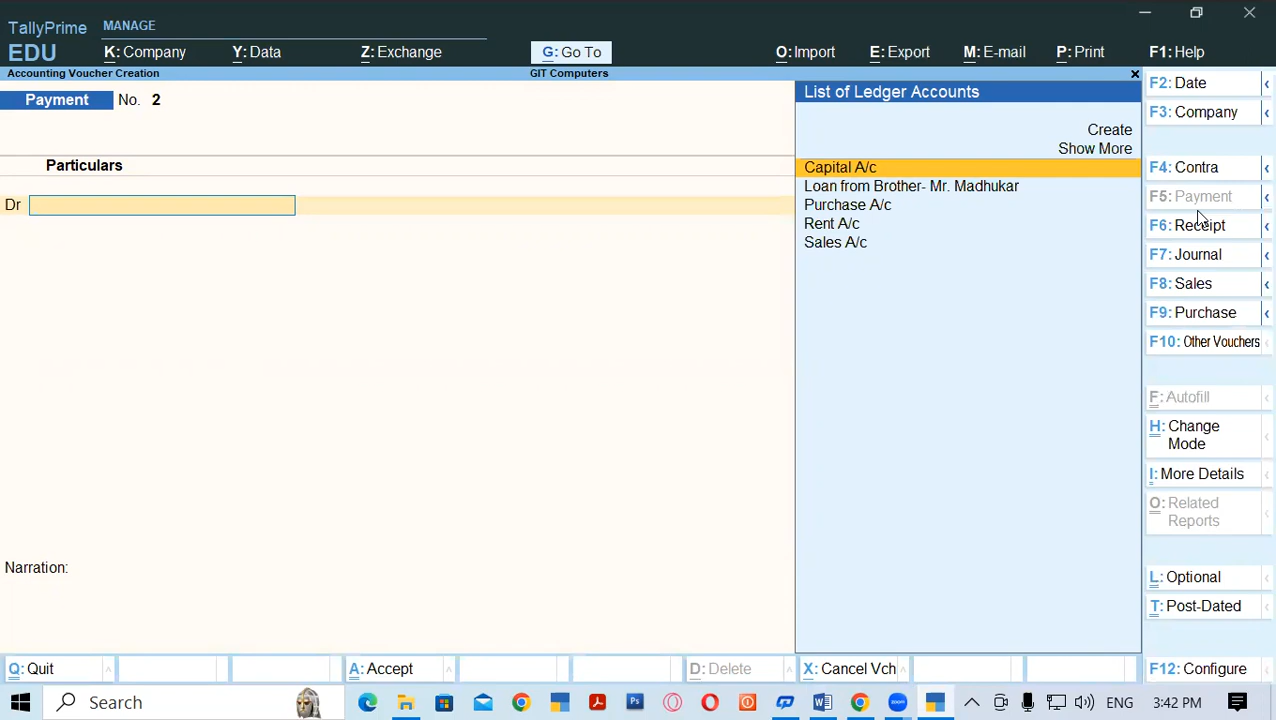 TallyPrime MANAGE
EDU K: Company Y: Data Z: Exchange G: Go To O: Import E: Export M: E-mail P: Print F1: Help
Accounting Voucher Creation GIT Computers
Payment No. 2
Particulars
Dr
Narration:
List of Ledger Accounts
Create
Show More
Capital A/c
Loan from Brother- Mr. Madhukar
Purchase A/c
Rent A/c
Sales A/c
F2: Date
F3: Company
F4: Contra
F5: Payment
F6: Receipt
F7: Journal
F8: Sales
F9: Purchase
F10: Other Vouchers
F: Autofill
H: Change
Mode
I: More Details
O: Related
Reports
L: Optional
T: Post-Dated
Q: Quit A: Accept D: Delete X: Cancel Vch F12: Configure
Search ENG 3:42 PM